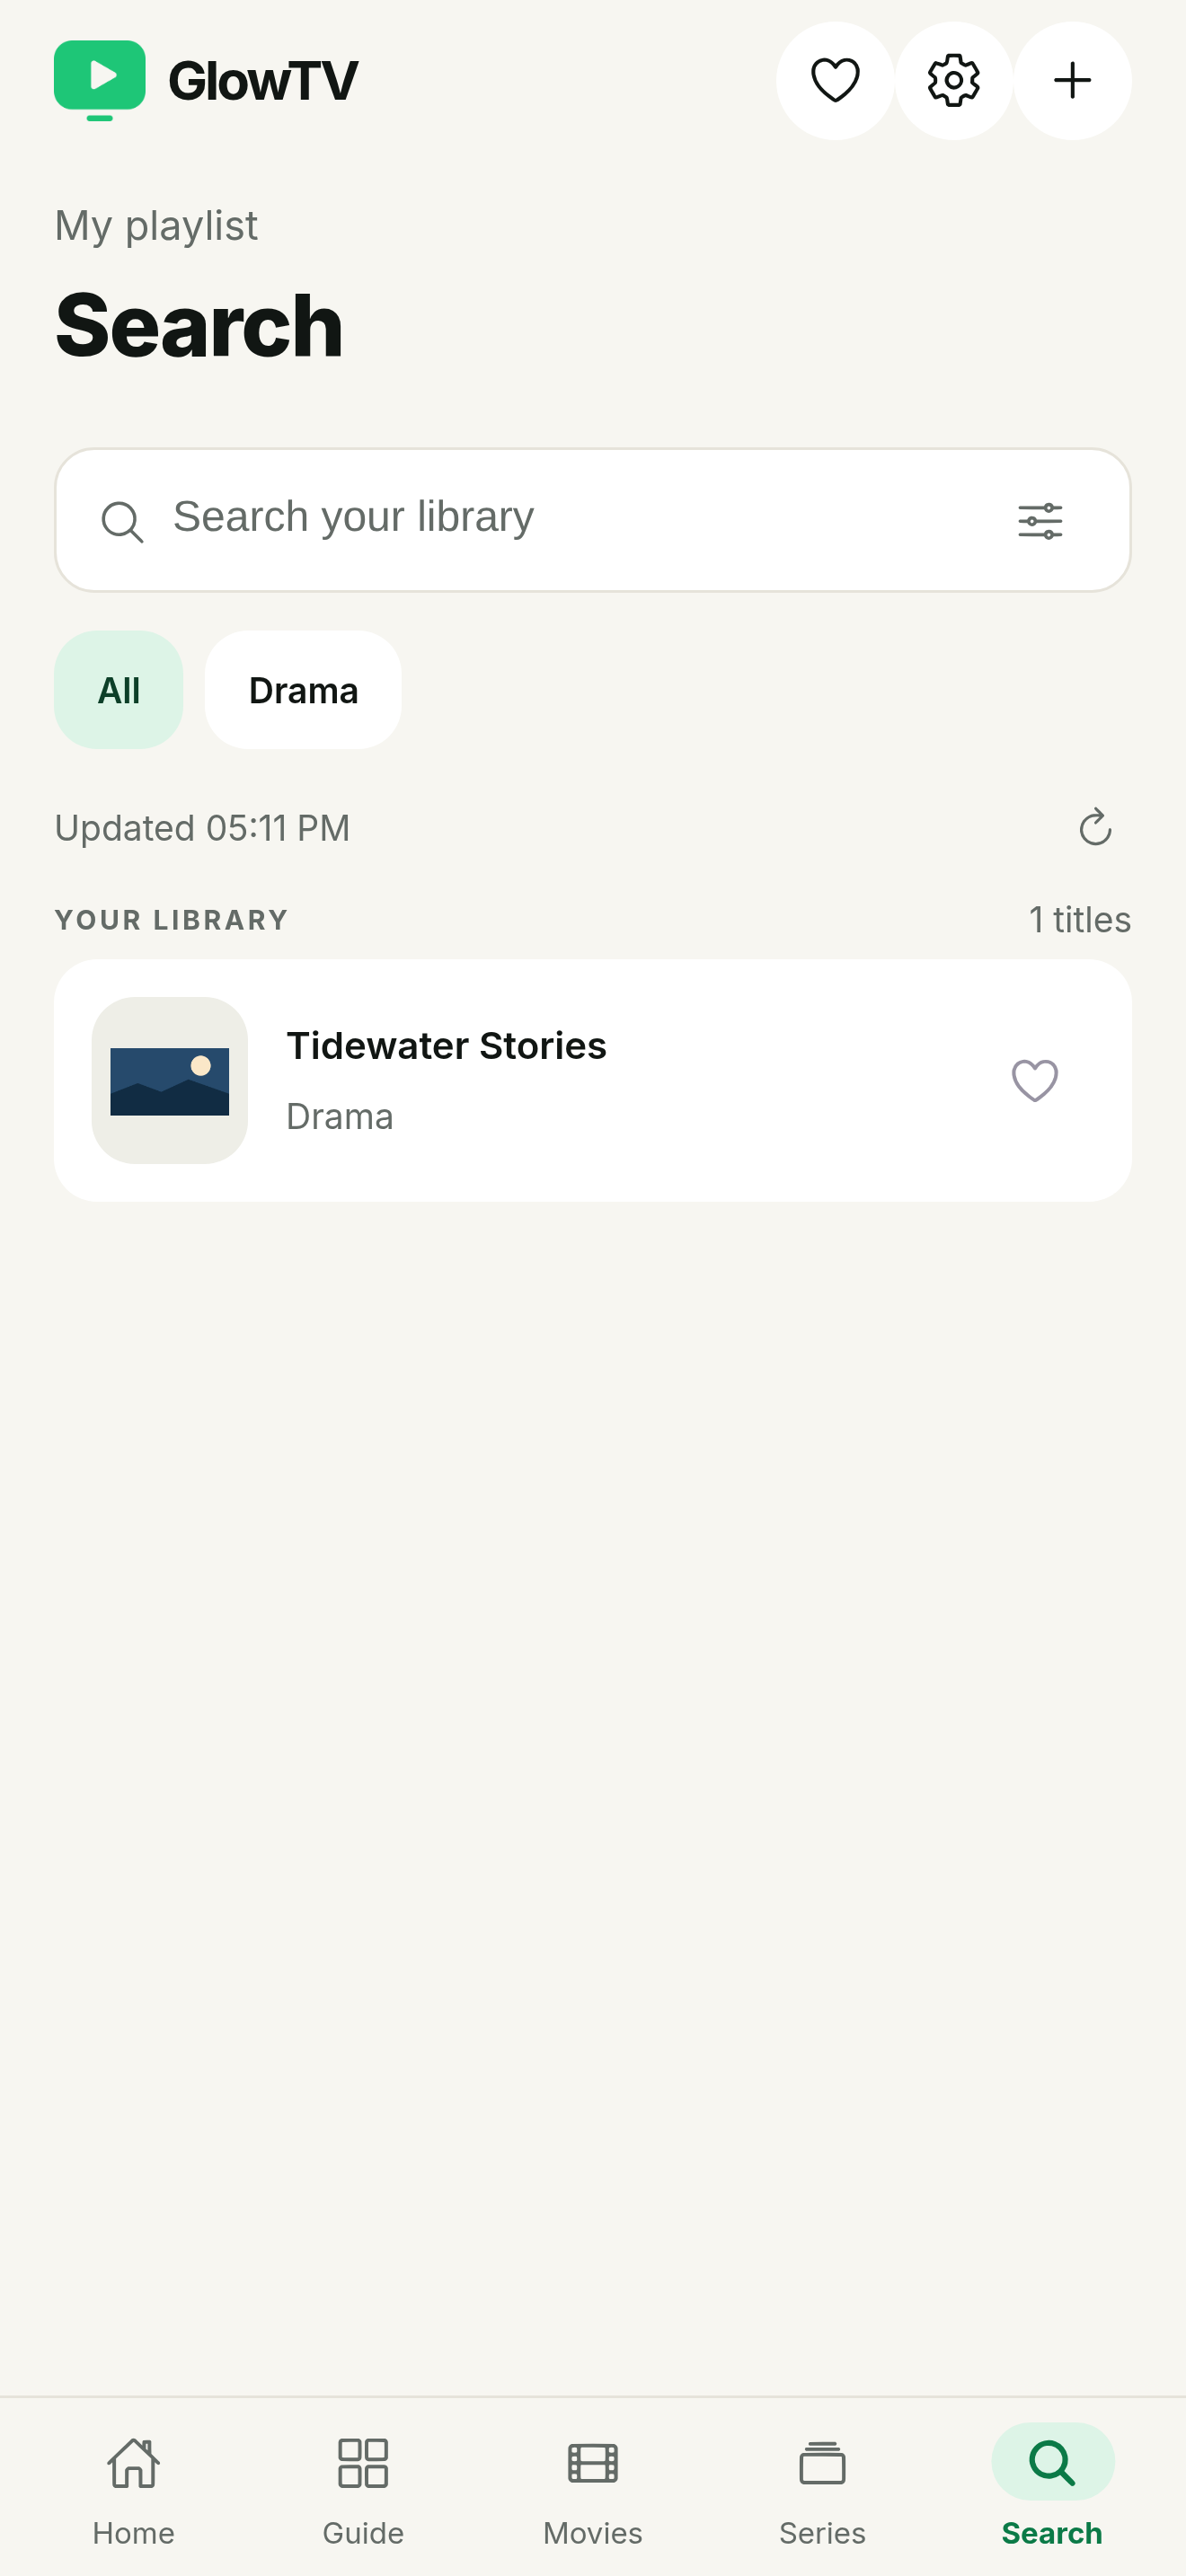 GlowTV
My playlist
Search
Search your library
All
Drama
Updated 05:11 PM
YOUR LIBRARY
1 titles
Tidewater Stories
Drama
Home
Guide
Movies
Series
Search